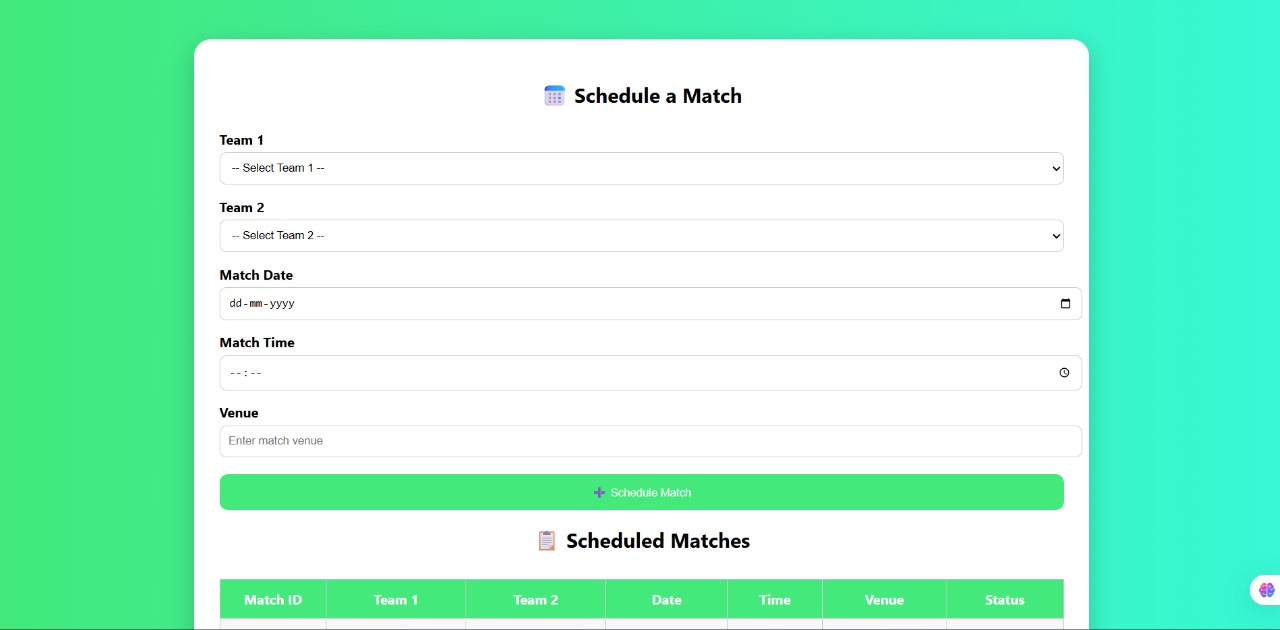 Schedule a Match
Team 1
-- Select Team 1 --
Team 2
-- Select Team 2 --
Match Date
dd-mm-yyyy
Match Time
--:--
Venue
Enter match venue
Schedule Match
Scheduled Matches
Match ID Team 1 Team 2 Date Time Venue Status